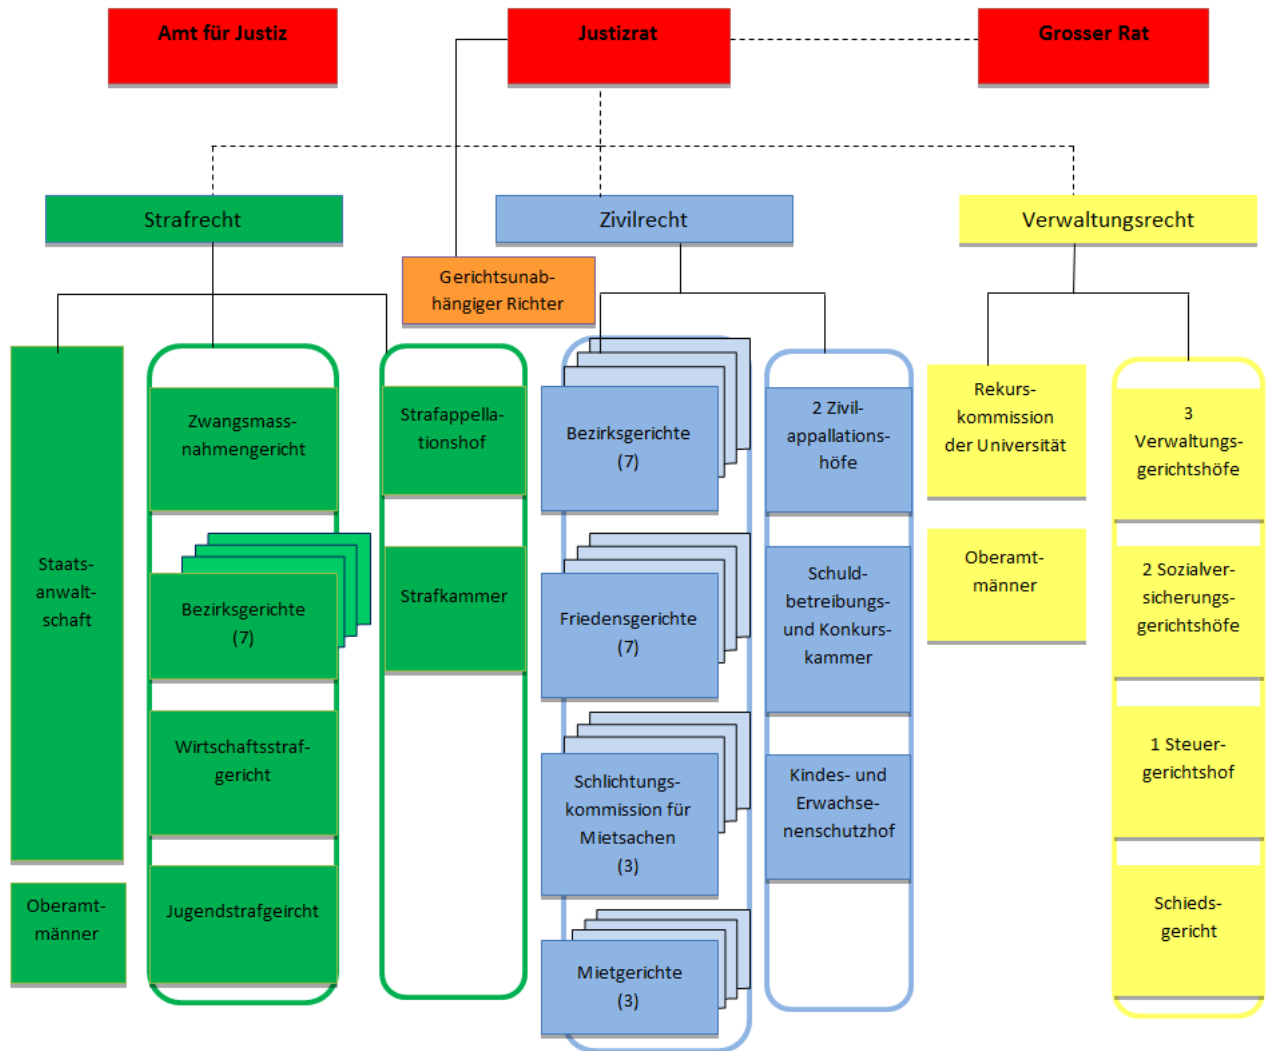 Amt für Justiz
Justizrat
Grosser Rat
Strafrecht
Zivilrecht
Verwaltungsrecht
Gerichtsunab-
hängiger Richter
Staats-
anwalt-
schaft
Oberamt-
männer
Zwangsmass-
nahmengericht
Bezirksgerichte
(7)
Wirtschaftsstraf-
gericht
Jugendstrafgeircht
Strafappella-
tionshof
Strafkammer
Bezirksgerichte
(7)
Friedensgerichte
(7)
Schlichtungs-
kommission für
Mietsachen
(3)
Mietgerichte
(3)
2 Zivil-
appallations-
höfe
Schuld-
betreibungs-
und Konkurs-
kammer
Kindes- und
Erwachse-
nenschutzhof
Rekurs-
kommission
der Universität
Oberamt-
männer
3
Verwaltungs-
gerichtshöfe
2 Sozialver-
sicherungs-
gerichtshöfe
1 Steuer-
gerichtshof
Schieds-
gericht